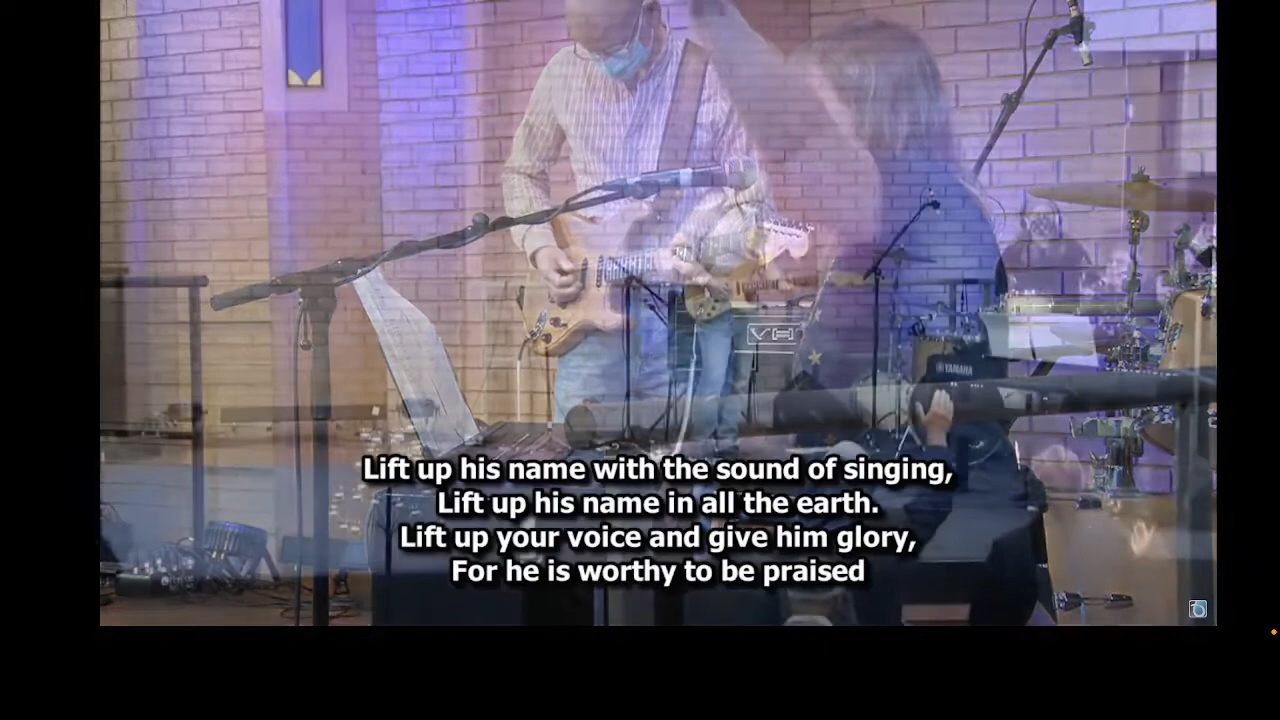 YAMAHA
Lift up his name with the sound of singing,
Lift up his name in all the earth.
Lift up your voice and give him glory,
For he is worthy to be praised